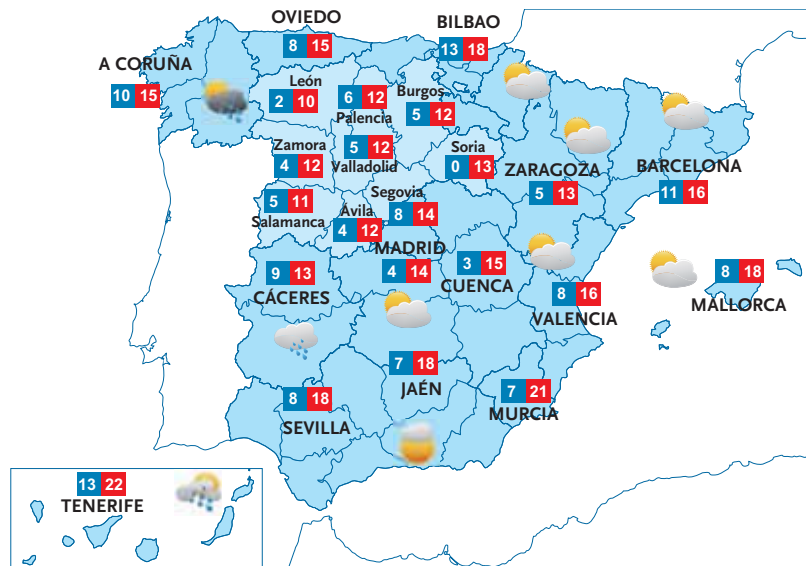 OVIEDO
8 15
BILBAO
13 18
A CORUÑA
10 15
León
2 10
6 12
Palencia
Burgos
5 12
Zamora
4 12
5 12
Valladolid
Soria
0 13
ZARAGOZA
5 13
BARCELONA
11 16
5 11
Salamanca
Ávila
4 12
Segovia
8 14
MADRID
4 14
3 15
CUENCA
9 13
CÁCERES
8 16
VALENCIA
8 18
MALLORCA
7 18
JAÉN
7 21
MURCIA
8 18
SEVILLA
13 22
TENERIFE